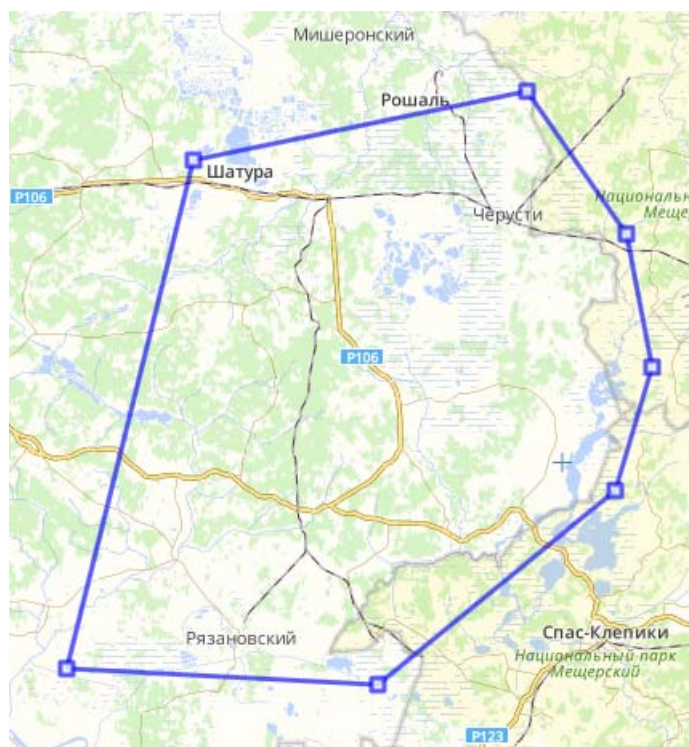 Мишеронский
Рошаль
Шатура
Р106
Национальн
Мещер
Черусти
Р106
Рязановский
Спас-Клепики
Национальный парк
Мещерский
Р123